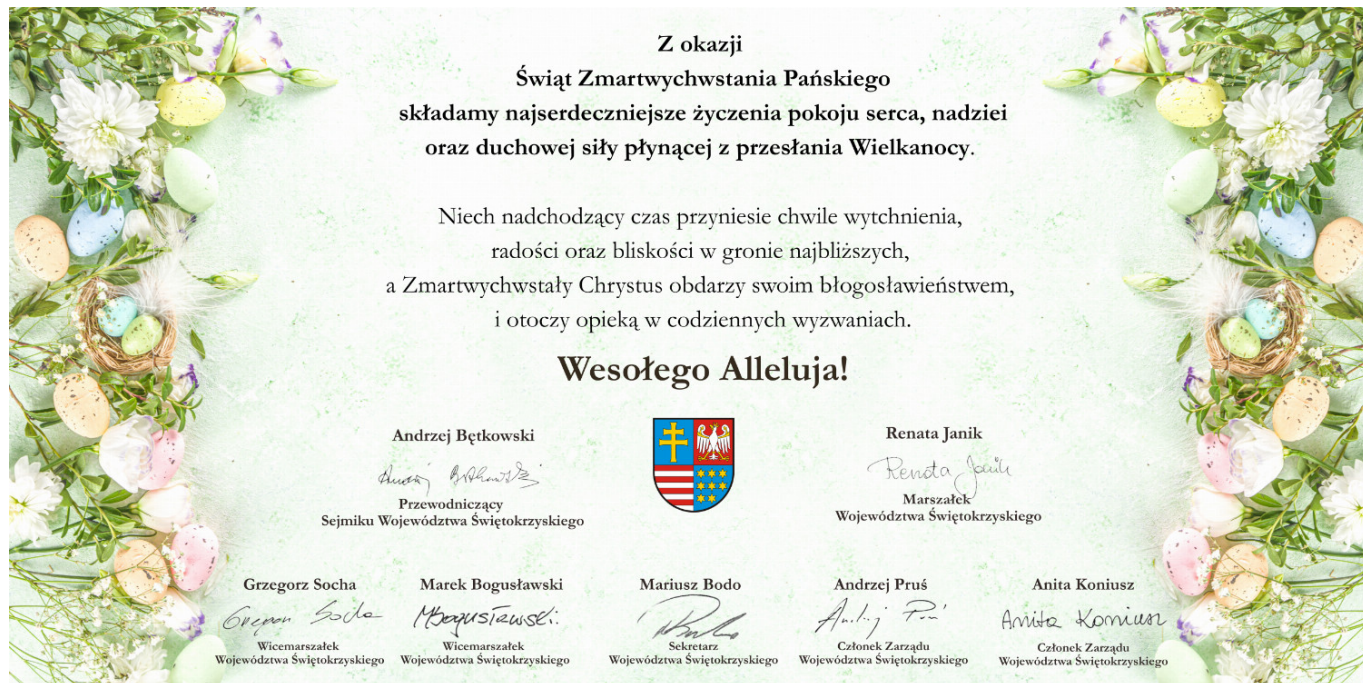 Z okazji
Świąt Zmartwychwstania Pańskiego
składamy najserdeczniejsze życzenia pokoju serca, nadziei
oraz duchowej siły płynącej z przesłania Wielkanocy.
Niech nadchodzący czas przyniesie chwile wytchnienia,
radości oraz bliskości w gronie najbliższych,
a Zmartwychwstały Chrystus obdarzy swoim błogosławieństwem,
i otoczy opieką w codziennych wyzwaniach.
Wesołego Alleluja!
Andrzej Bętkowski
Przewodniczący
Sejmiku Województwa Świętokrzyskiego
Renata Janik
Renata Janik
Marszałek
Województwa Świętokrzyskiego
Grzegorz Socha
Wicemarszałek
Województwa Świętokrzyskiego
Marek Bogusławski
MBogusławski
Wicemarszałek
Województwa Świętokrzyskiego
Mariusz Bodo
Sekretarz
Województwa Świętokrzyskiego
Andrzej Pruś
Członek Zarządu
Województwa Świętokrzyskiego
Anita Koniusz
Anita Koniusz
Członek Zarządu
Województwa Świętokrzyskiego